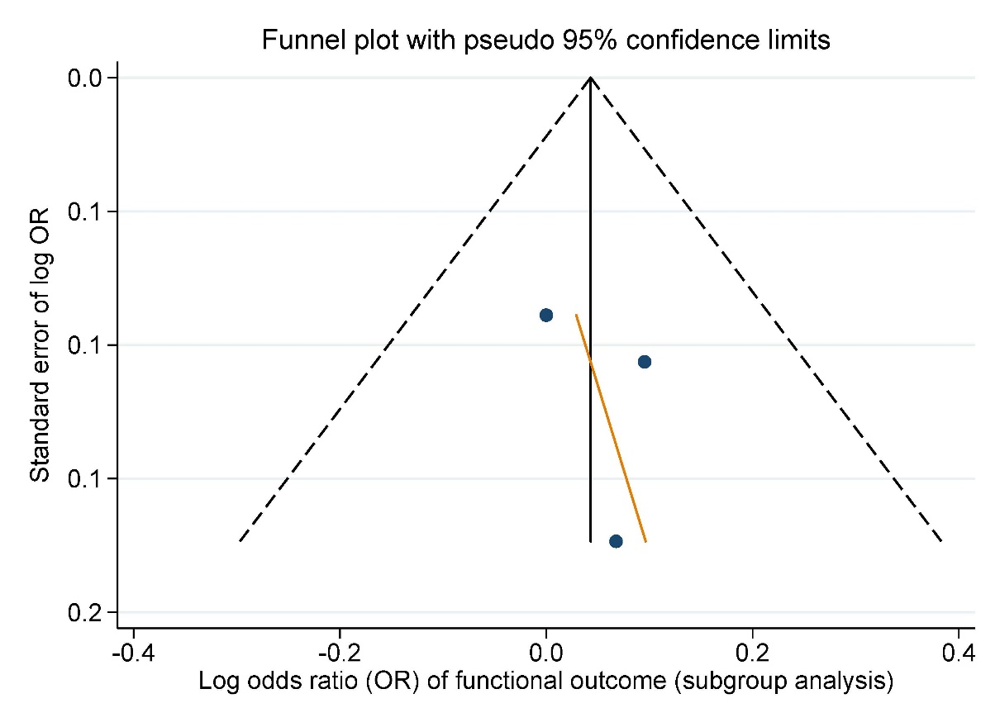 Funnel plot with pseudo 95% confidence limits
Standard error of log OR
0.0
0.1
0.1
0.1
0.2
-0.4 -0.2 0.0 0.2 0.4
Log odds ratio (OR) of functional outcome (subgroup analysis)